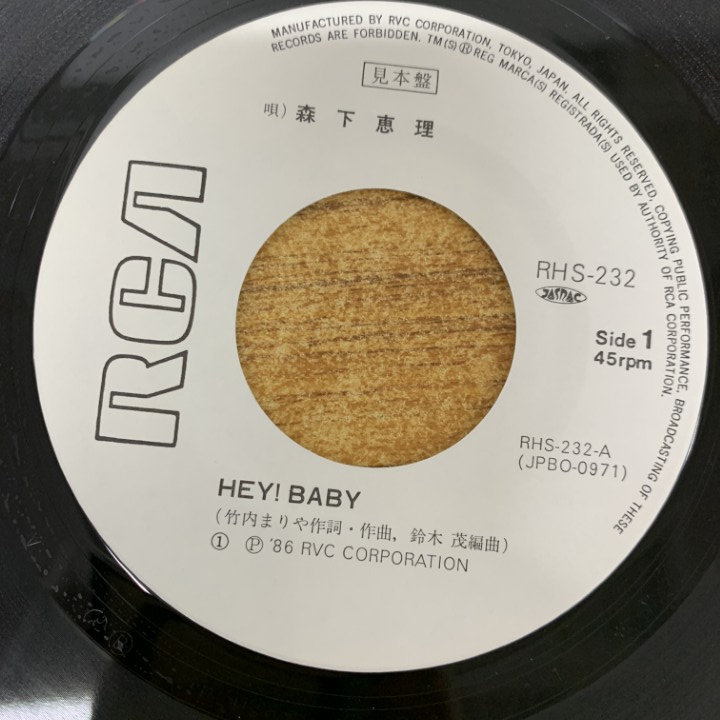 MANUFACTURED BY RVC CORPORATION, TOKYO, JAPAN. ALL RIGHTS RESERVED, COPYING PUBLIC PERFORMANCE, BROADCASTING OF THESE
RECORDS ARE FORBIDDEN. TM(S)®REG MARCA(S) REGISTRADA(S) USED BY AUTHORITY OF RCA CORPORATION.
見本盤
唄) 森下恵理
RCA
RHS-232
JASRAC
Side 1
45rpm
RHS-232-A
(JPBO-0971)
HEY! BABY
(竹内まりや作詞・作曲, 鈴木 茂編曲)
① ℗ '86 RVC CORPORATION